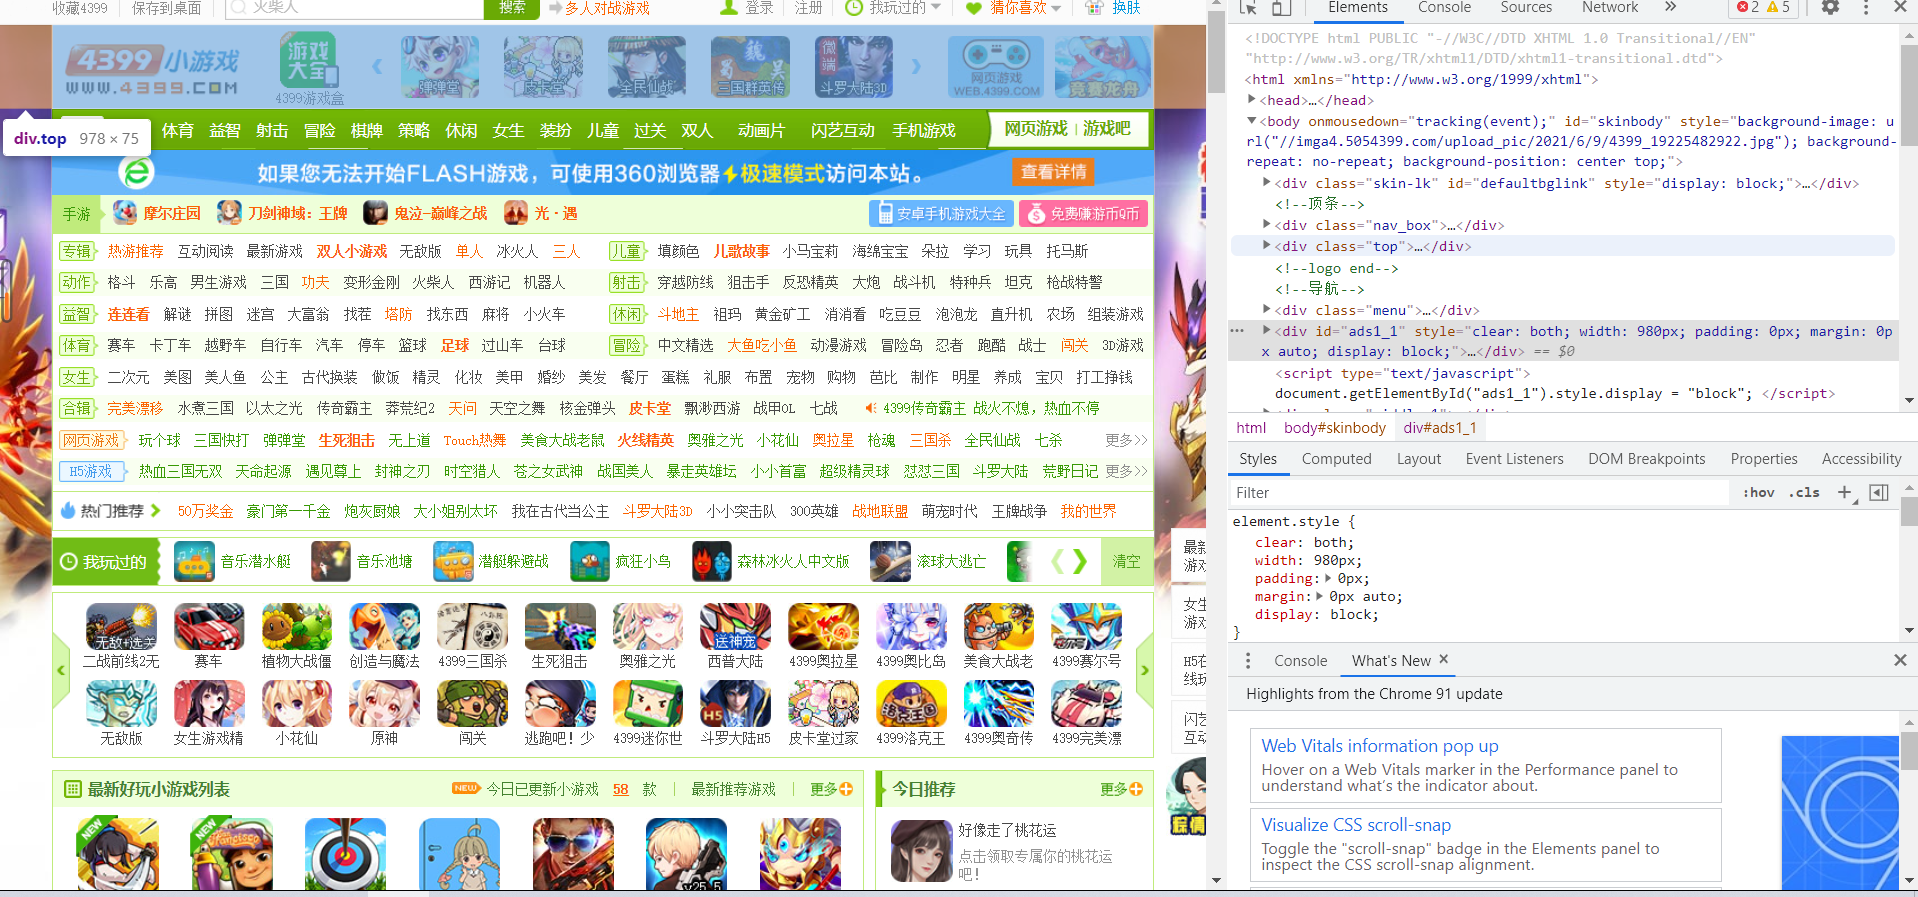 收藏4399 保存到桌面 火柴人 搜索 多人对战游戏 登录 注册 我玩过的 猜你喜欢 换肤
4399 小游戏
www.4399.com
游戏大全
4399游戏盒
弹弹堂 皮卡堂 全民仙战 三国群英传 微端 斗罗大陆3D 网页游戏 WEB.4399.COM 竞赛龙舟
体育 益智 射击 冒险 棋牌 策略 休闲 女生 装扮 儿童 过关 双人 动画片 闪艺互动 手机游戏 网页游戏 游戏吧
div.top 978 × 75
如果您无法开始FLASH游戏，可使用360浏览器极速模式访问本站。 查看详情
手游 摩尔庄园 刀剑神域：王牌 鬼泣-巅峰之战 光·遇 安卓手机游戏大全 免费赚游币Q币
专辑 热游推荐 互动阅读 最新游戏 双人小游戏 无敌版 单人 冰火人 三人 儿童 填颜色 儿歌故事 小马宝莉 海绵宝宝 朵拉 学习 玩具 托马斯
动作 格斗 乐高 男生游戏 三国 功夫 变形金刚 火柴人 西游记 机器人 射击 穿越防线 狙击手 反恐精英 大炮 战斗机 特种兵 坦克 枪战特警
益智 连连看 解谜 拼图 迷宫 大富翁 找茬 塔防 找东西 麻将 小火车 休闲 斗地主 祖玛 黄金矿工 消消看 吃豆豆 泡泡龙 直升机 农场 组装游戏
体育 赛车 卡丁车 越野车 自行车 汽车 停车 篮球 足球 过山车 台球 冒险 中文精选 大鱼吃小鱼 动漫游戏 冒险岛 忍者 跑酷 战士 闯关 3D游戏
女生 二次元 美图 美人鱼 公主 古代换装 做饭 精灵 化妆 美甲 婚纱 美发 餐厅 蛋糕 礼服 布置 宠物 购物 芭比 制作 明星 养成 宝贝 打工挣钱
合辑 完美漂移 水煮三国 以太之光 传奇霸主 莽荒纪2 天问 天空之舞 核金弹头 皮卡堂 飘渺西游 战甲OL 七战 4399传奇霸主 战火不熄，热血不停
网页游戏 玩个球 三国快打 弹弹堂 生死狙击 无上道 Touch热舞 美食大战老鼠 火线精英 奥雅之光 小花仙 奥拉星 枪魂 三国杀 全民仙战 七杀 更多>>
H5游戏 热血三国无双 天命起源 遇见尊上 封神之刃 时空猎人 苍之女武神 战国美人 暴走英雄坛 小小首富 超级精灵球 怼怼三国 斗罗大陆 荒野日记 更多>>
热门推荐 50万奖金 豪门第一千金 炮灰厨娘 大小姐别太坏 我在古代当公主 斗罗大陆3D 小小突击队 300英雄 战地联盟 萌宠时代 王牌战争 我的世界
我玩过的 音乐潜水艇 音乐池塘 潜艇躲避战 疯狂小鸟 森林冰火人中文版 滚球大逃亡 清空
最新
游戏
女生
游戏
H5在
线玩
闪艺
互动
无敌+选关 送神宠
二战前线2无 赛车 植物大战僵 创造与魔法 4399三国杀 生死狙击 奥雅之光 西普大陆 4399奥拉星 4399奥比岛 美食大战老 4399赛尔号
H5 洛克王国
无敌版 女生游戏精 小花仙 原神 闯关 逃跑吧！少 4399迷你世 斗罗大陆H5 皮卡堂过家 4399洛克王 4399奥奇传 4399完美漂
最新好玩小游戏列表 NEW 今日已更新小游戏 58 款 最新推荐游戏 更多
今日推荐 更多
NEW NEW v25.5
好像走了桃花运
点击领取专属你的桃花运
吧！
Elements Console Sources Network 2 5
<!DOCTYPE html PUBLIC "-//W3C//DTD XHTML 1.0 Transitional//EN"
"http://www.w3.org/TR/xhtml1/DTD/xhtml1-transitional.dtd">
<html xmlns="http://www.w3.org/1999/xhtml">
<head>…</head>
<body onmousedown="tracking(event);" id="skinbody" style="background-image: u
rl("//imga4.5054399.com/upload_pic/2021/6/9/4399_19225482922.jpg"); background-
repeat: no-repeat; background-position: center top;">
<div class="skin-lk" id="defaultbglink" style="display: block;">…</div>
<!--顶条-->
<div class="nav_box">…</div>
<div class="top">…</div>
<!--logo end-->
<!--导航-->
<div class="menu">…</div>
<div id="ads1_1" style="clear: both; width: 980px; padding: 0px; margin: 0p
x auto; display: block;">…</div> == $0
<script type="text/javascript">
document.getElementById("ads1_1").style.display = "block"; </script>
html body#skinbody div#ads1_1
Styles Computed Layout Event Listeners DOM Breakpoints Properties Accessibility
Filter :hov .cls
element.style {
clear: both;
width: 980px;
padding: 0px;
margin: 0px auto;
display: block;
}
Console What's New
Highlights from the Chrome 91 update
Web Vitals information pop up
Hover on a Web Vitals marker in the Performance panel to
understand what's the indicator about.
Visualize CSS scroll-snap
Toggle the "scroll-snap" badge in the Elements panel to
inspect the CSS scroll-snap alignment.